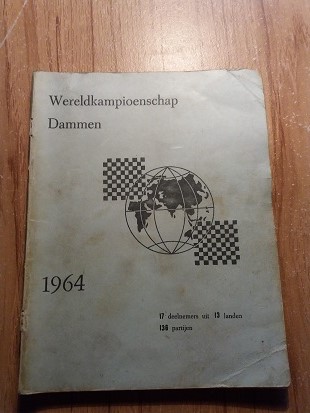 Wereldkampioenschap
Dammen
1964
17 deelnemers uit 13 landen
136 partijen